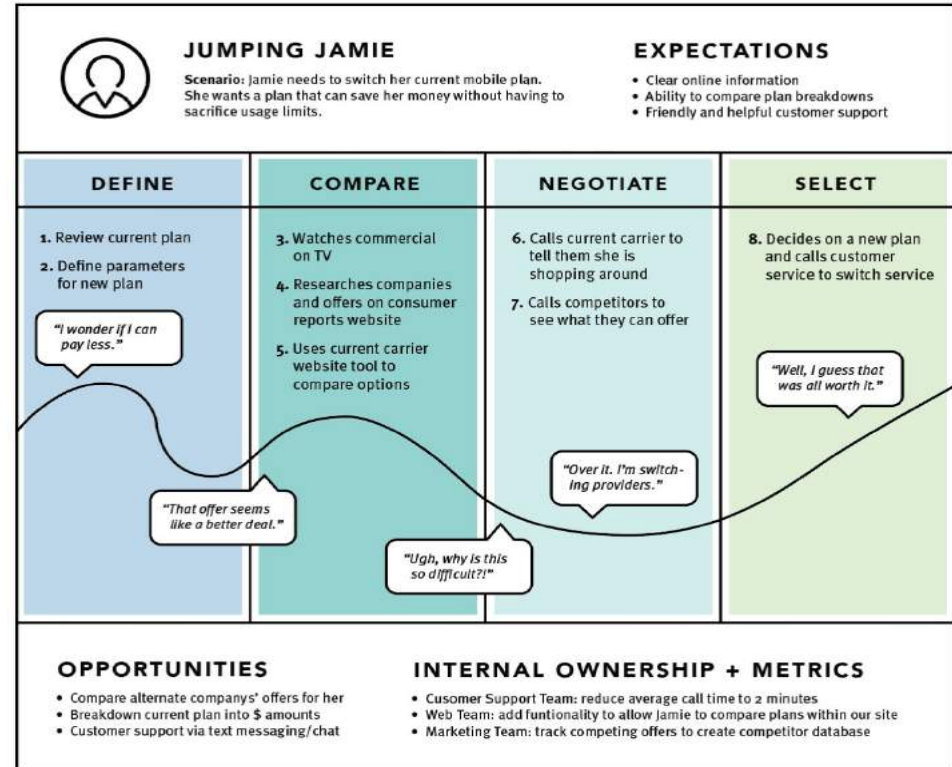 JUMPING JAMIE
Scenario: Jamie needs to switch her current mobile plan.
She wants a plan that can save her money without having to
sacrifice usage limits.
EXPECTATIONS
• Clear online information
• Ability to compare plan breakdowns
• Friendly and helpful customer support
DEFINE
1. Review current plan
2. Define parameters
for new plan
"I wonder if I can
pay less."
COMPARE
3. Watches commercial
on TV
4. Researches companies
and offers on consumer
reports website
5. Uses current carrier
website tool to
compare options
"That offer seems
like a better deal."
NEGOTIATE
6. Calls current carrier to
tell them she is
shopping around
7. Calls competitors to
see what they can offer
"Ugh, why is this
so difficult?!"
"Over it. I'm switch-
ing providers."
SELECT
8. Decides on a new plan
and calls customer
service to switch service
"Well, I guess that
was all worth it."
OPPORTUNITIES
• Compare alternate companys' offers for her
• Breakdown current plan into $ amounts
• Customer support via text messaging/chat
INTERNAL OWNERSHIP + METRICS
• Cusomer Support Team: reduce average call time to 2 minutes
• Web Team: add funtionality to allow Jamie to compare plans within our site
• Marketing Team: track competing offers to create competitor database